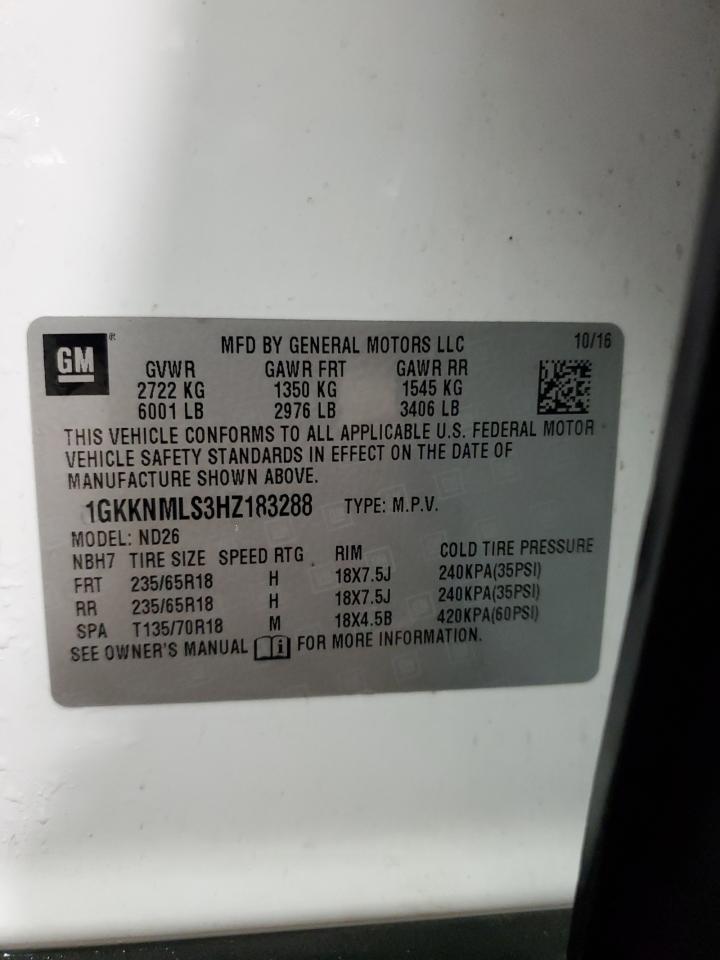 GM ® MFD BY GENERAL MOTORS LLC 10/16
GVWR GAWR FRT GAWR RR
2722 KG 1350 KG 1545 KG
6001 LB 2976 LB 3406 LB
THIS VEHICLE CONFORMS TO ALL APPLICABLE U.S. FEDERAL MOTOR
VEHICLE SAFETY STANDARDS IN EFFECT ON THE DATE OF
MANUFACTURE SHOWN ABOVE.
1GKKNMLS3HZ183288 TYPE: M.P.V.
MODEL: ND26
NBH7 TIRE SIZE SPEED RTG RIM COLD TIRE PRESSURE
FRT 235/65R18 H 18X7.5J 240KPA(35PSI)
RR 235/65R18 H 18X7.5J 240KPA(35PSI)
SPA T135/70R18 M 18X4.5B 420KPA(60PSI)
SEE OWNER'S MANUAL i FOR MORE INFORMATION.